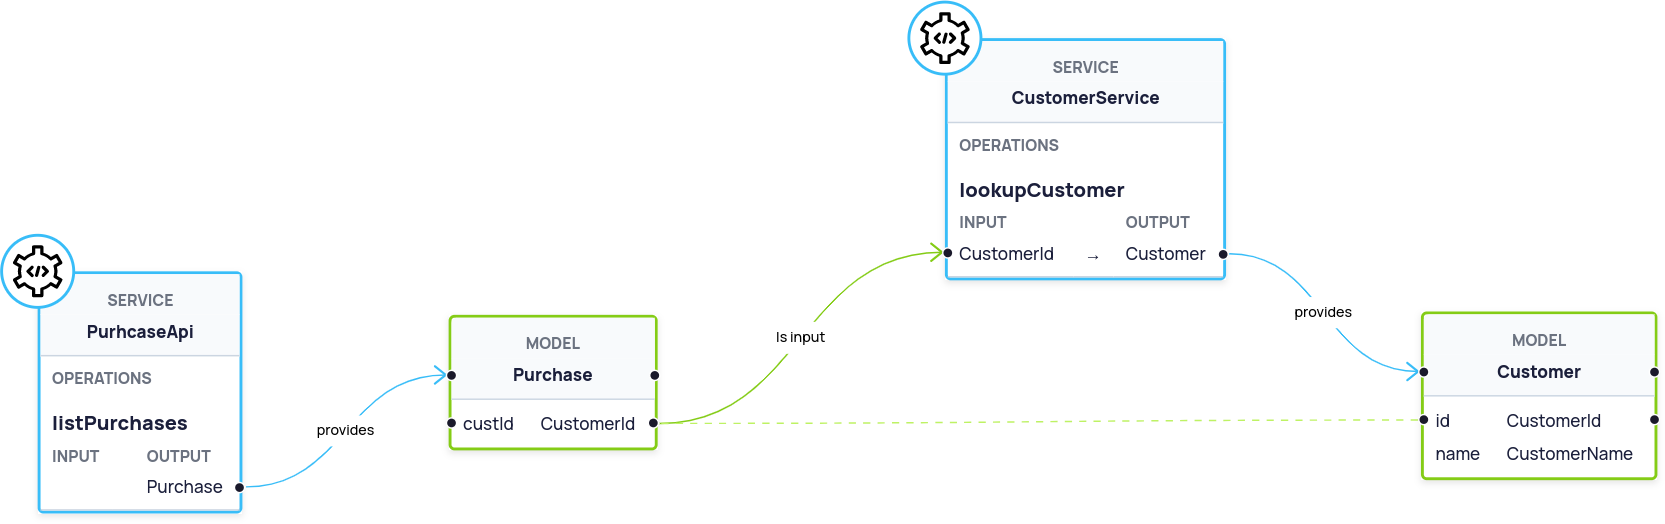 SERVICE
PurhcaseApi
OPERATIONS
listPurchases
INPUT OUTPUT
Purchase
provides
MODEL
Purchase
custId CustomerId
Is input
SERVICE
CustomerService
OPERATIONS
lookupCustomer
INPUT OUTPUT
CustomerId → Customer
provides
MODEL
Customer
id CustomerId
name CustomerName